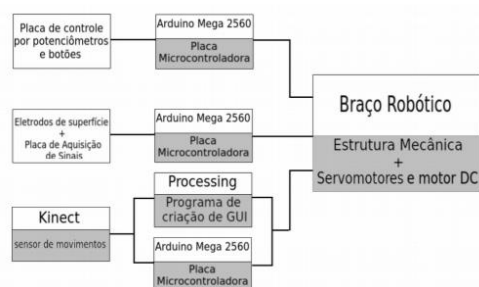 Placa de controle
por potenciômetros
e botões
Arduino Mega 2560
Placa
Microcontroladora
Eletrodos de superfície
+
Placa de Aquisição
de Sinais
Arduino Mega 2560
Placa
Microcontroladora
Kinect
sensor de movimentos
Processing
Programa de
criação de GUI
Arduino Mega 2560
Placa
Microcontroladora
Braço Robótico
Estrutura Mecânica
+
Servomotores e motor DC